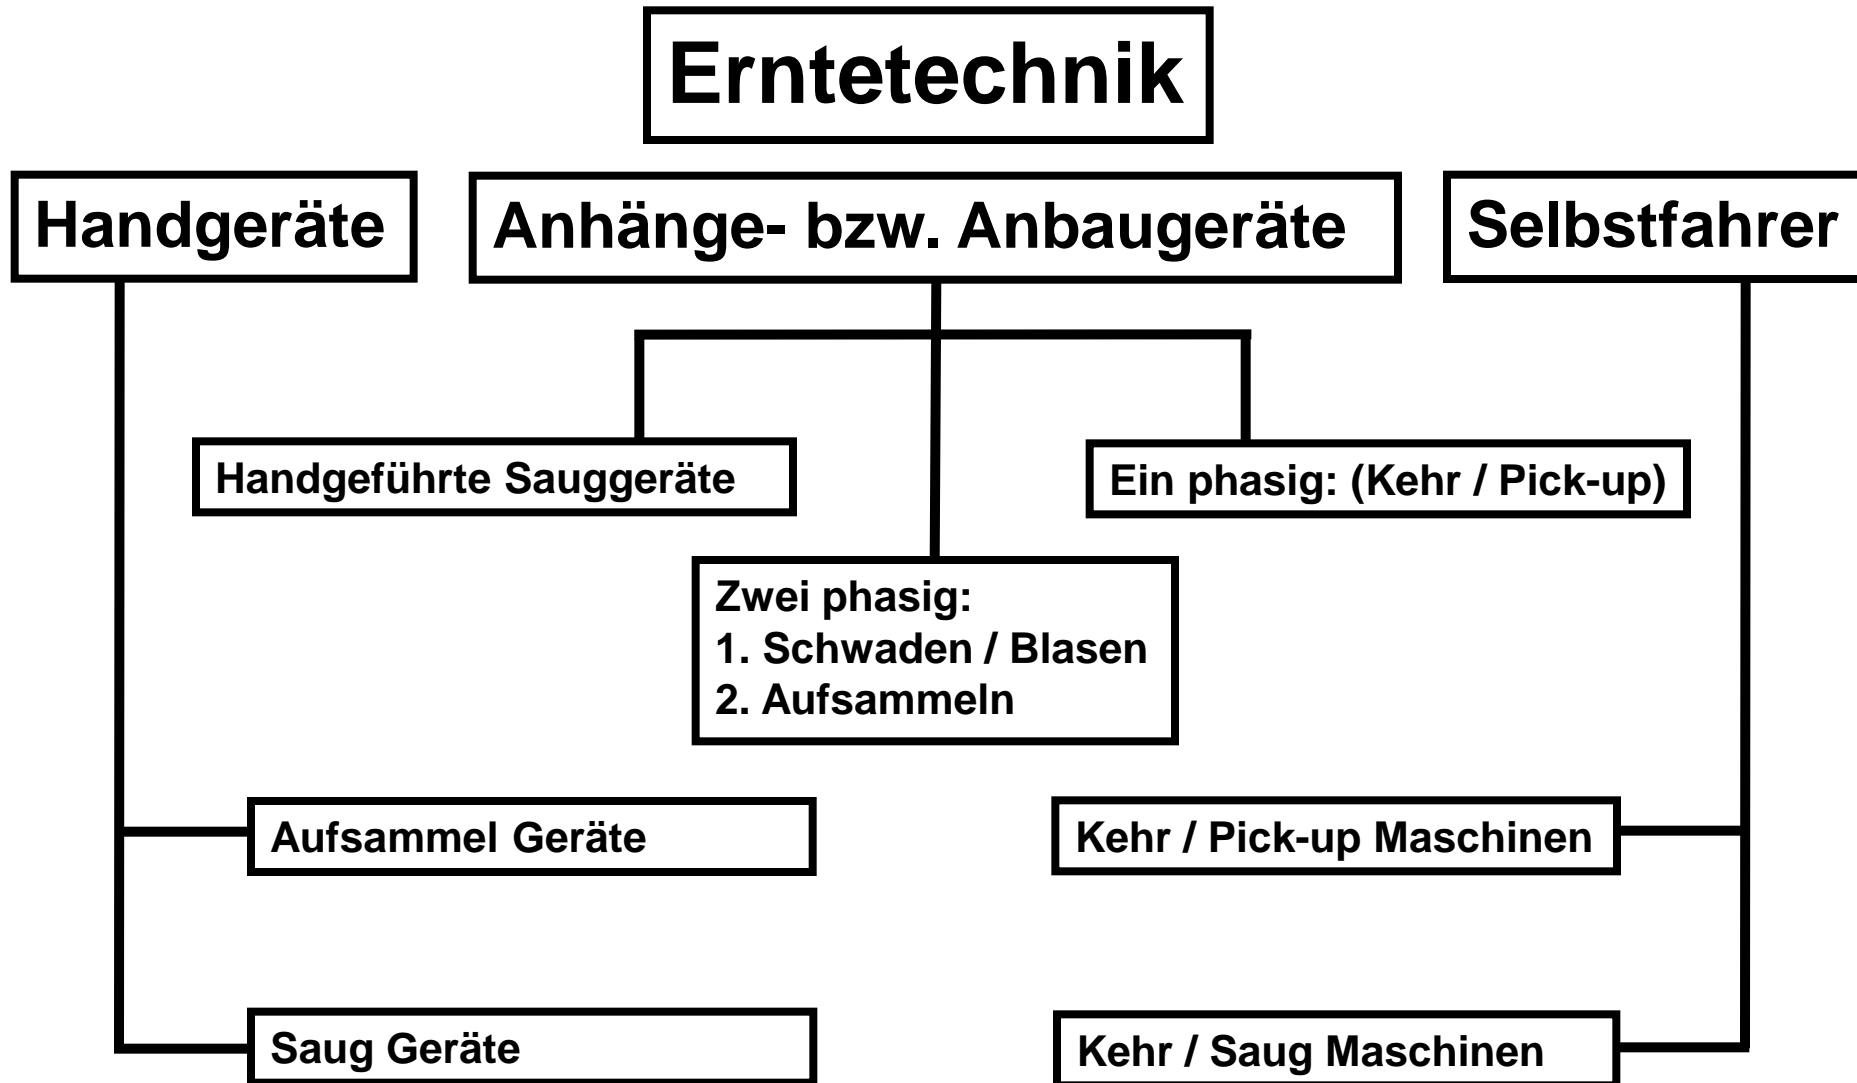 Erntetechnik
Handgeräte
Anhänge- bzw. Anbaugeräte
Selbstfahrer
Handgeführte Sauggeräte
Ein phasig: (Kehr / Pick-up)
Zwei phasig:
1. Schwaden / Blasen
2. Aufsammeln
Aufsammel Geräte
Kehr / Pick-up Maschinen
Saug Geräte
Kehr / Saug Maschinen